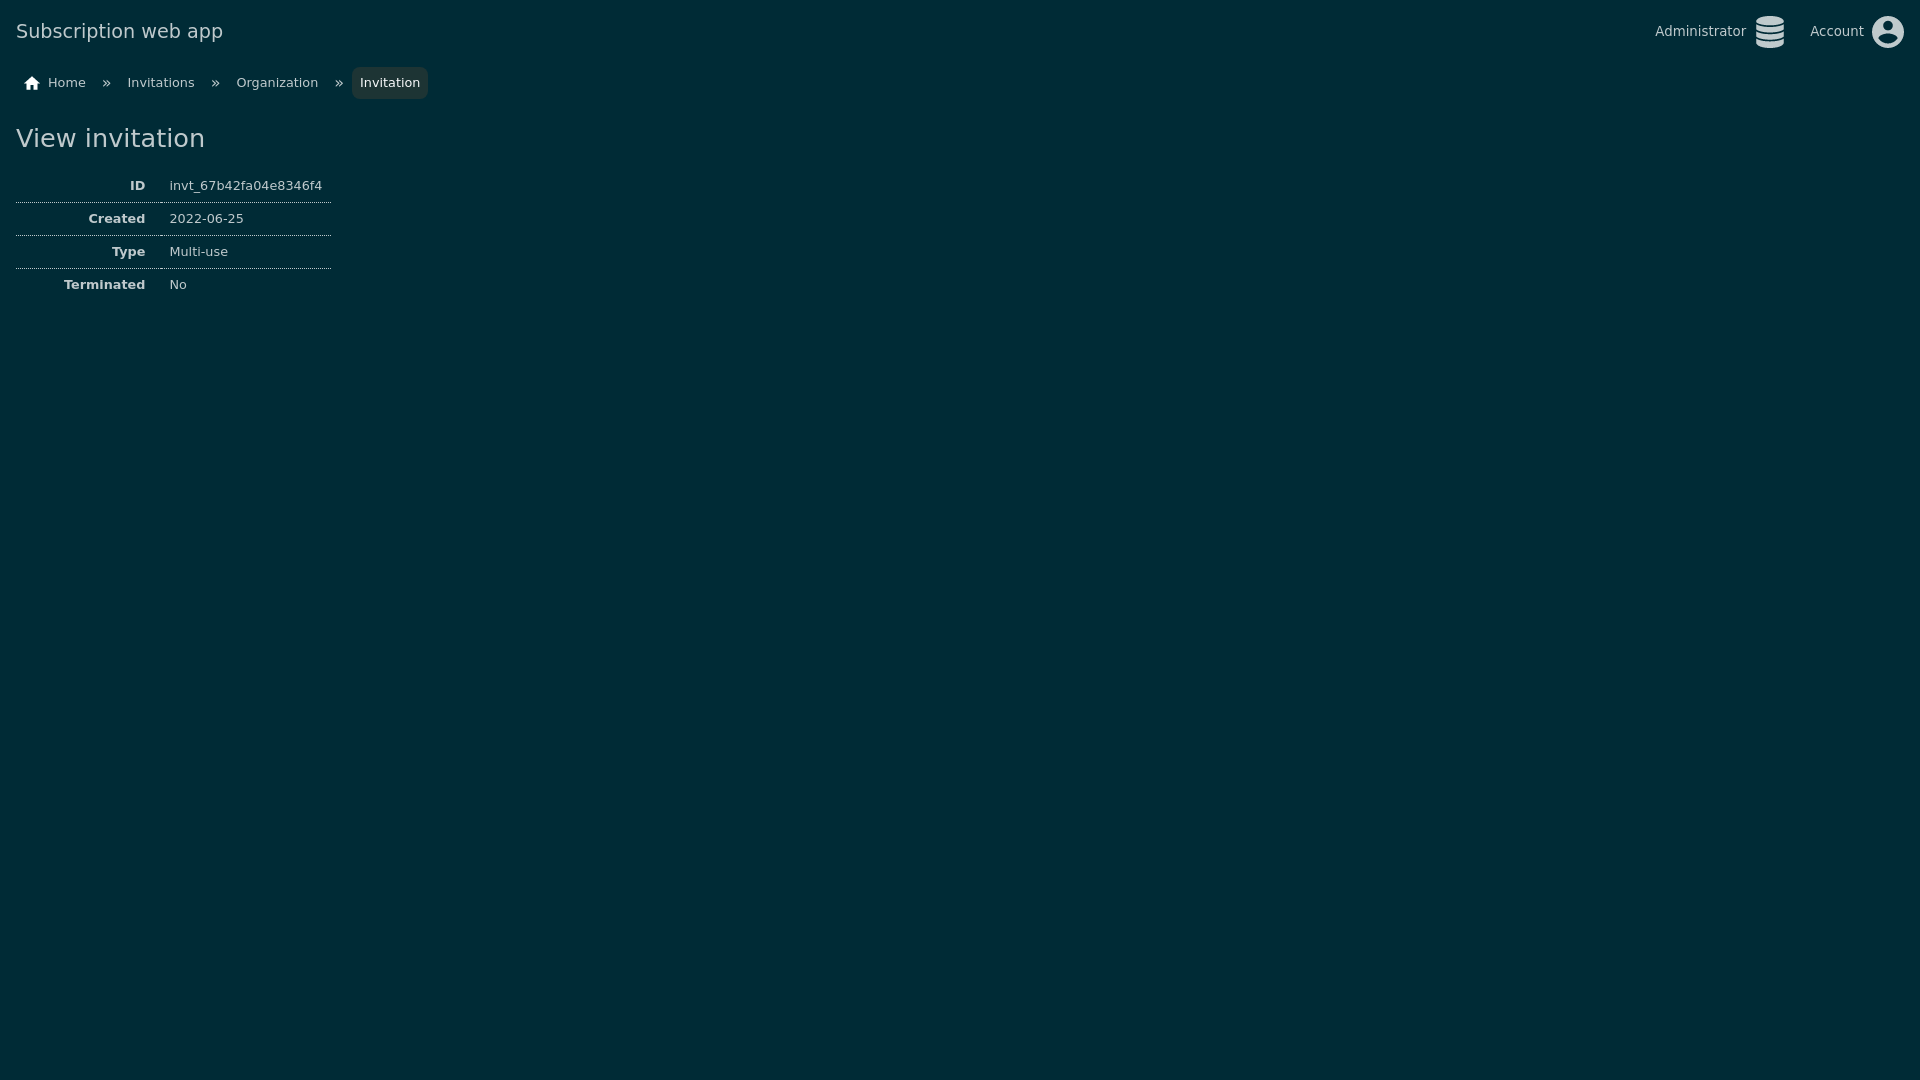 Subscription web app
Administrator
Account
Home » Invitations » Organization » Invitation
View invitation
ID invt_67b42fa04e8346f4
Created 2022-06-25
Type Multi-use
Terminated No